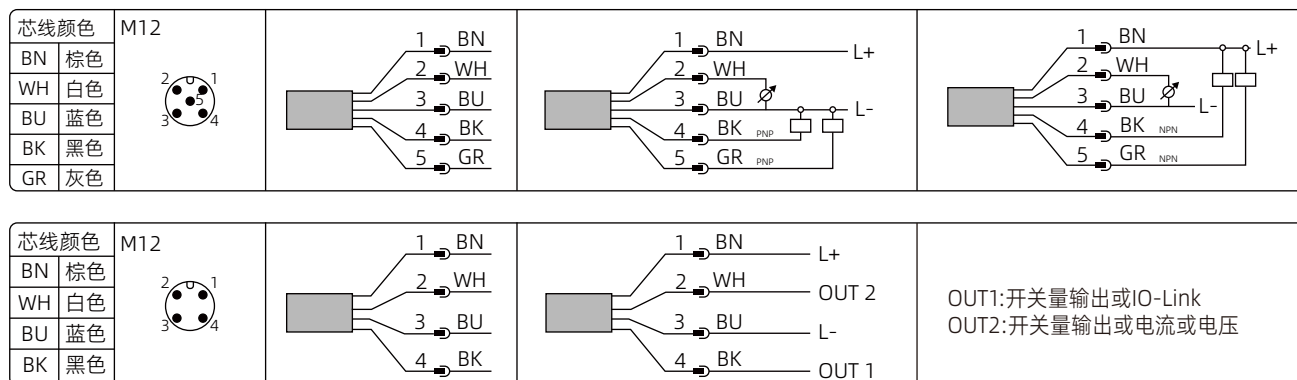 芯线颜色
BN 棕色
WH 白色
BU 蓝色
BK 黑色
GR 灰色
M12
2 1
5
3 4
1 BN
2 WH
3 BU
4 BK
5 GR
1 BN L+
2 WH
3 BU L-
4 BK PNP
5 GR PNP
1 BN L+
2 WH
3 BU L-
4 BK NPN
5 GR NPN
芯线颜色
BN 棕色
WH 白色
BU 蓝色
BK 黑色
M12
2 1
3 4
1 BN
2 WH
3 BU
4 BK
1 BN L+
2 WH OUT 2
3 BU L-
4 BK OUT 1
OUT1:开关量输出或IO-Link
OUT2:开关量输出或电流或电压